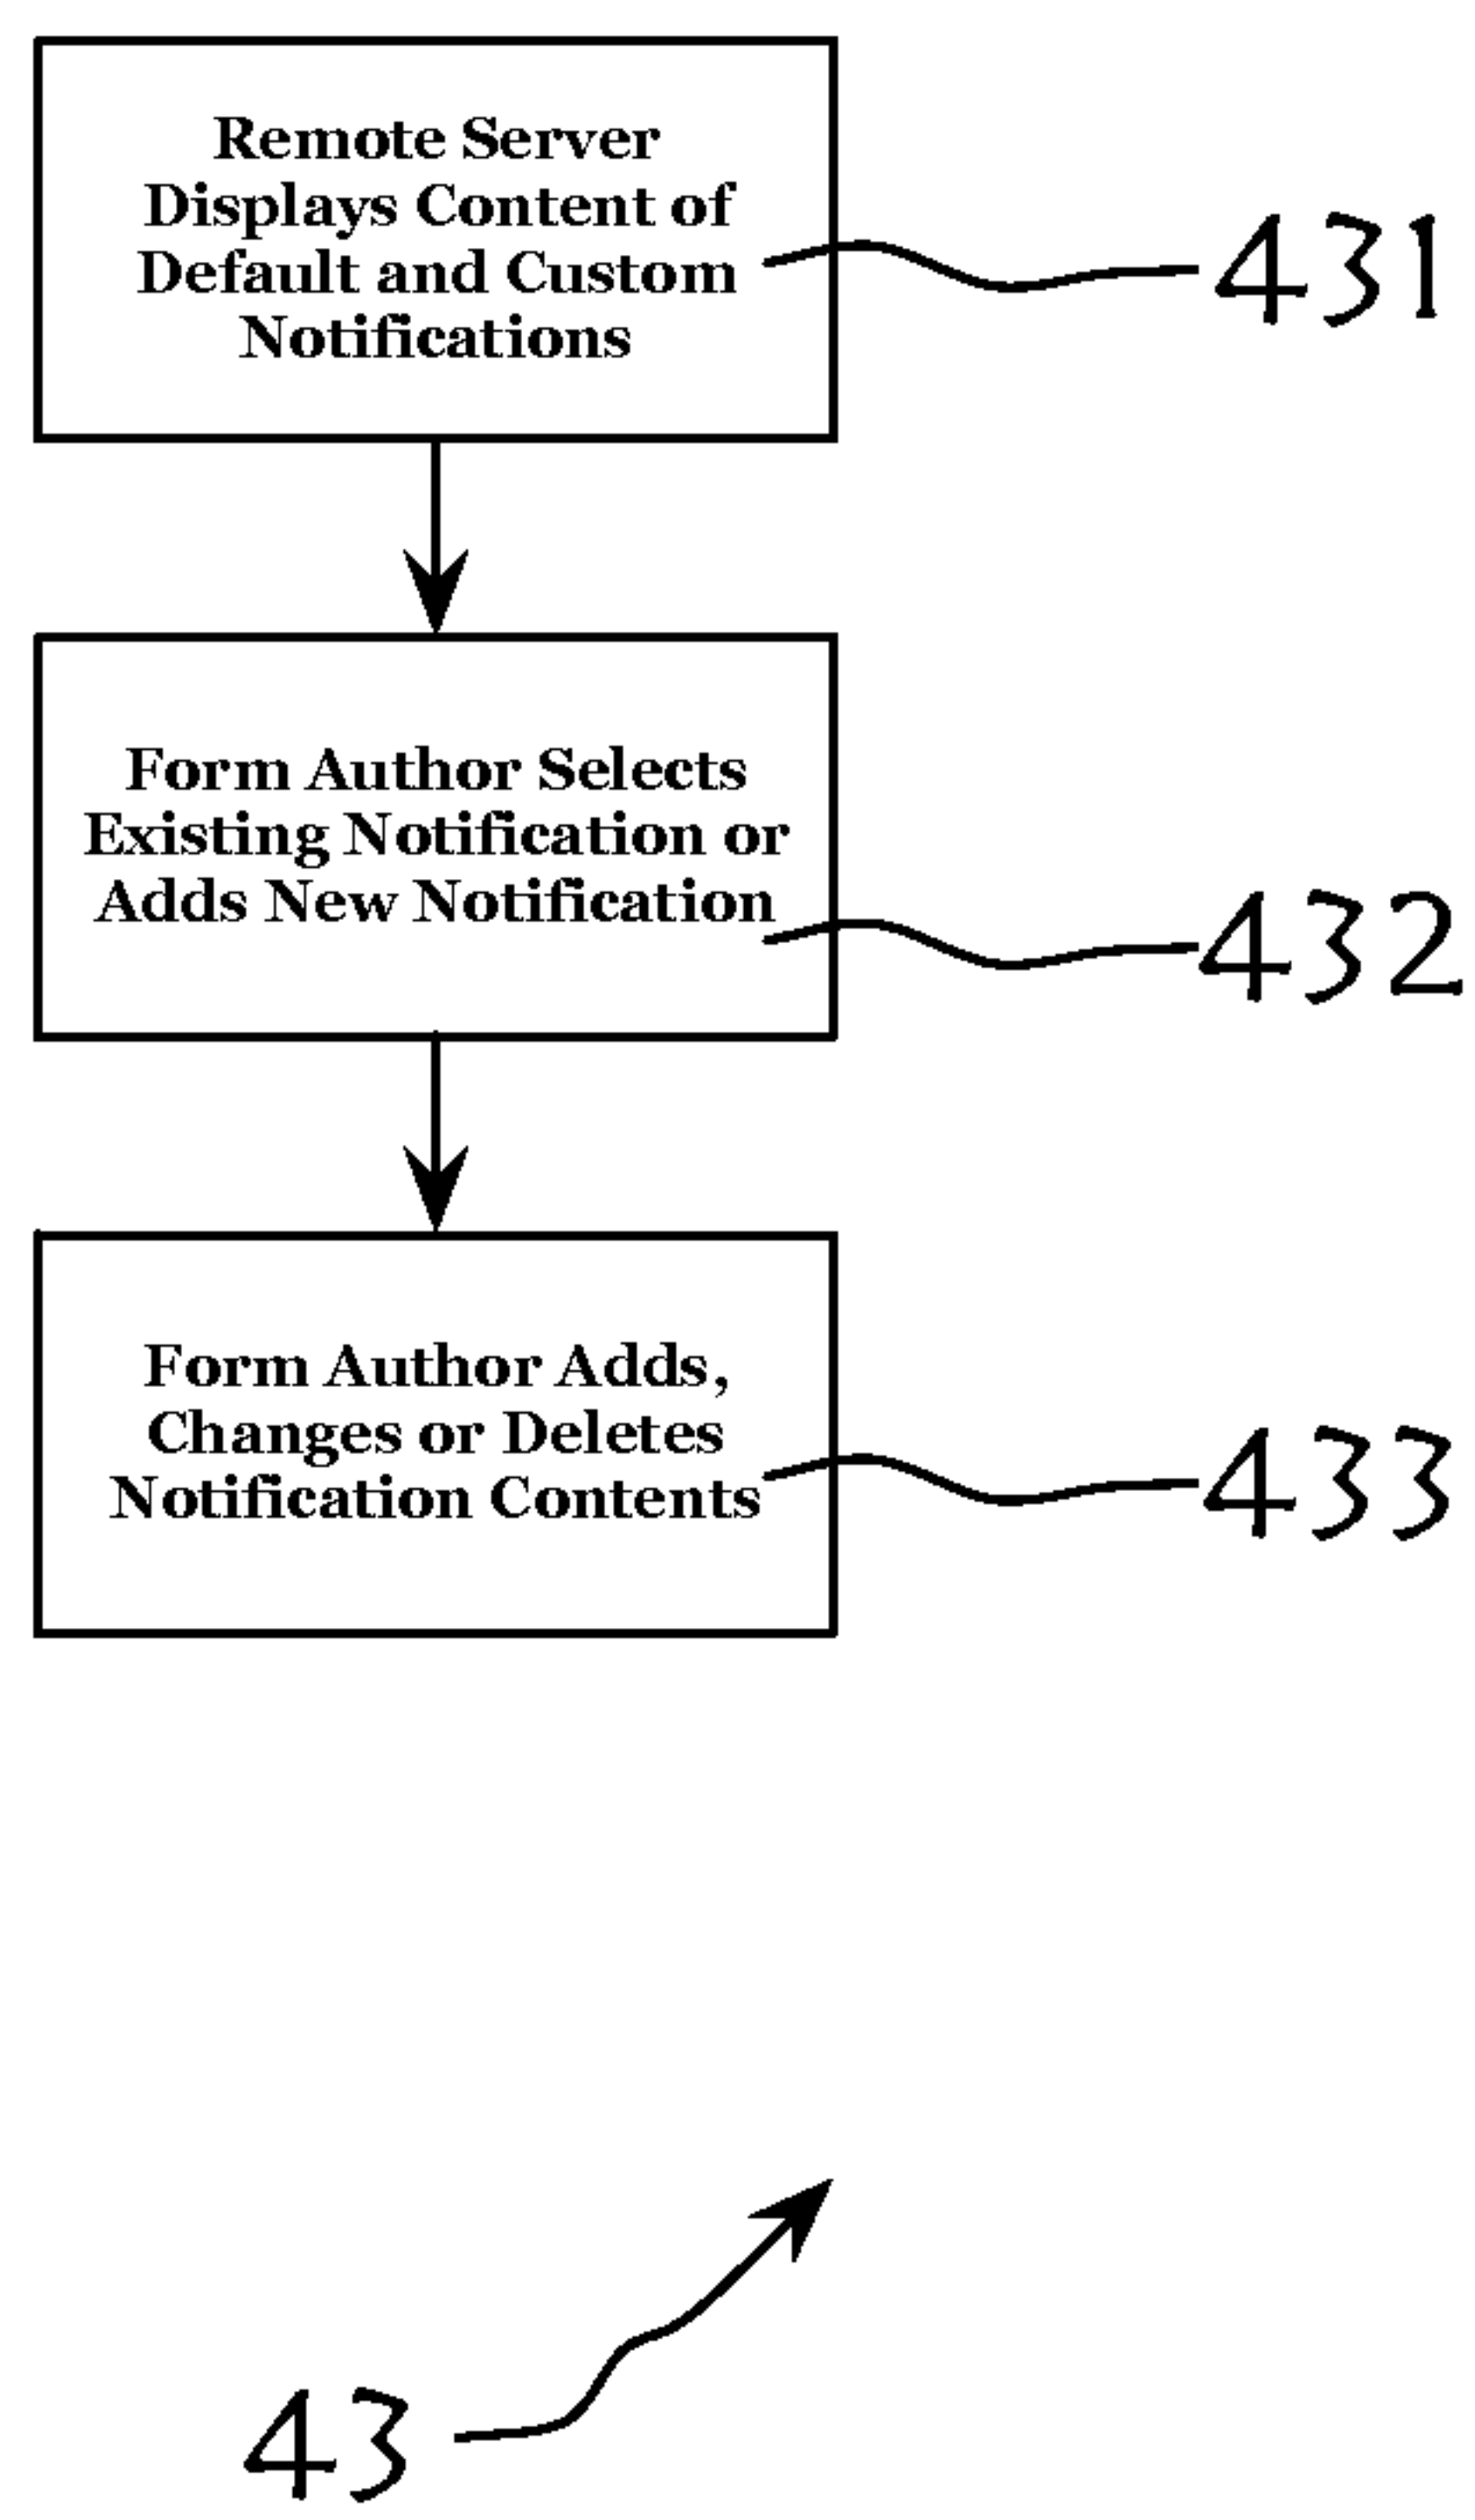 Remote Server
Displays Content of
Default and Custom
Notifications
431
Form Author Selects
Existing Notification or
Adds New Notification
432
Form Author Adds,
Changes or Deletes
Notification Contents
433
43